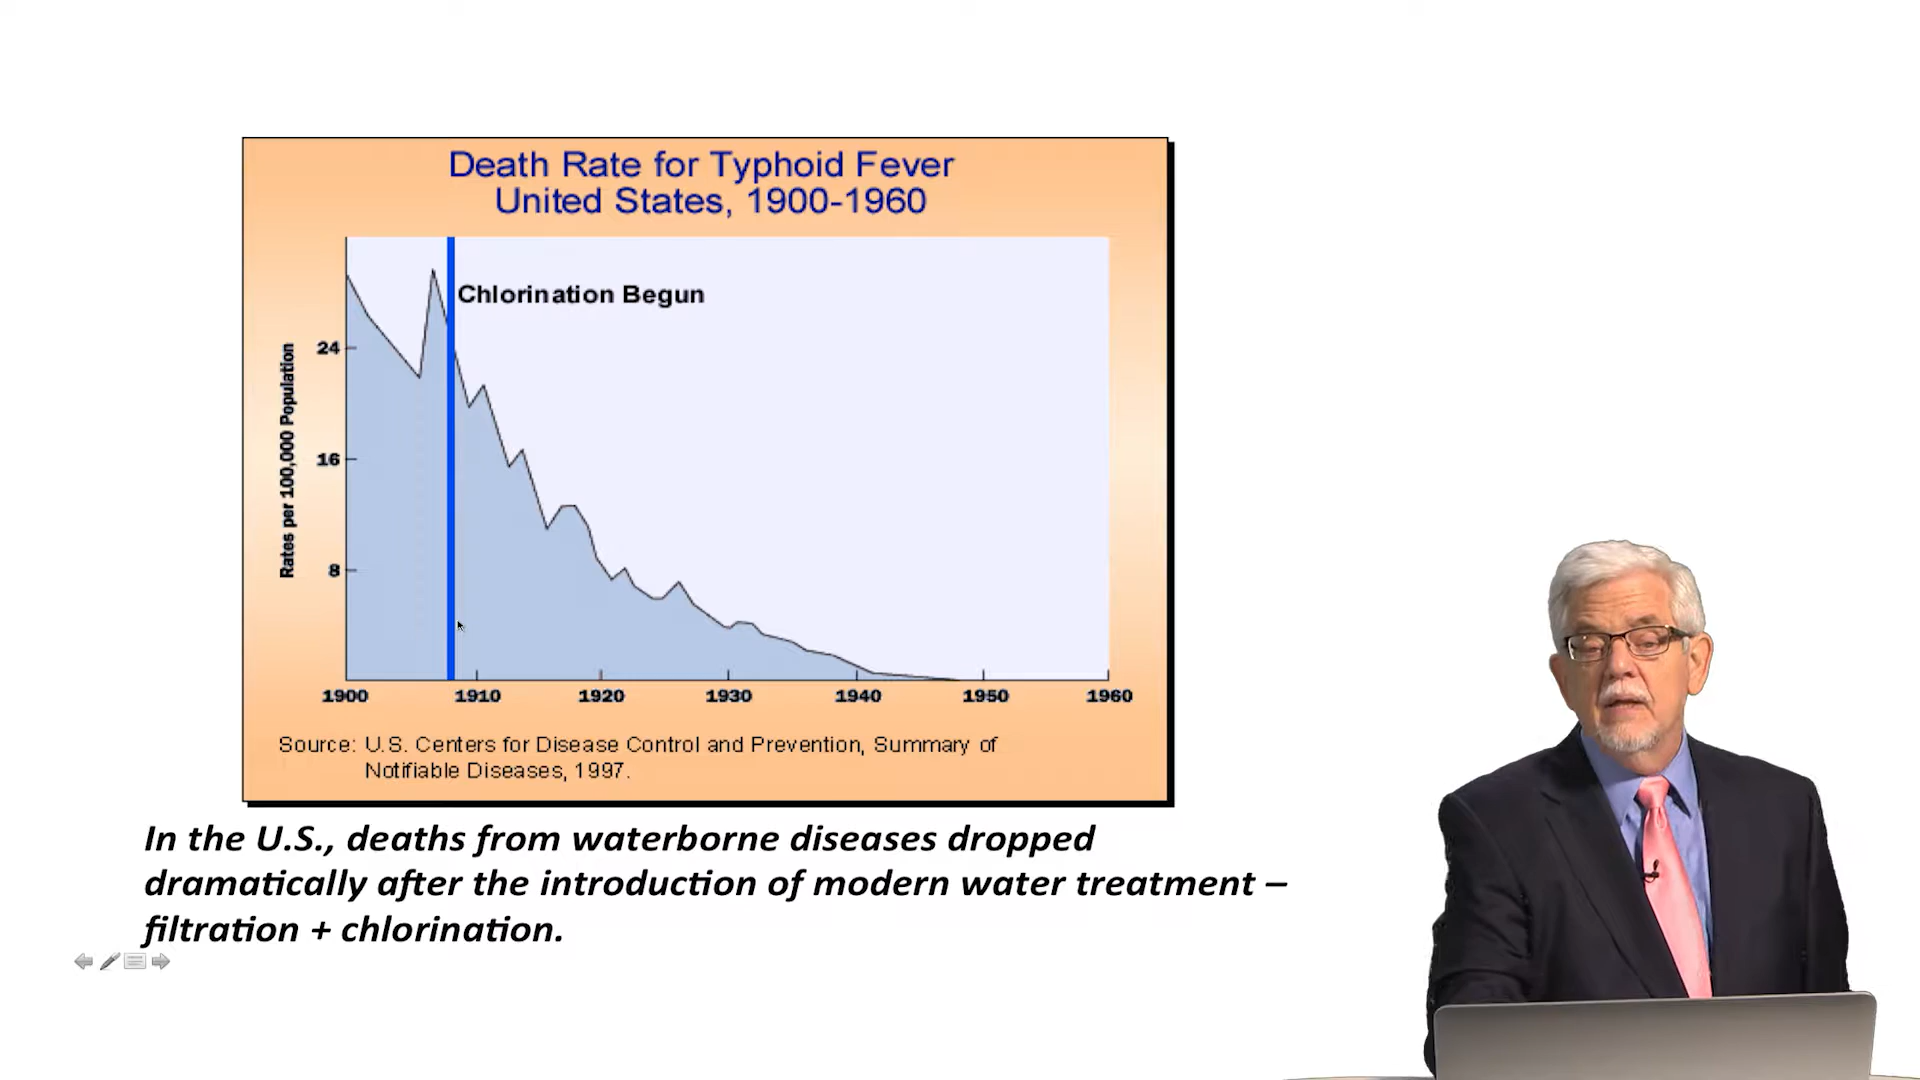 Death Rate for Typhoid Fever
United States, 1900-1960
Chlorination Begun
Rates per 100,000 Population
24
16
8
1900 1910 1920 1930 1940 1950 1960
Source: U.S. Centers for Disease Control and Prevention, Summary of
Notifiable Diseases, 1997.
In the U.S., deaths from waterborne diseases dropped
dramatically after the introduction of modern water treatment –
filtration + chlorination.